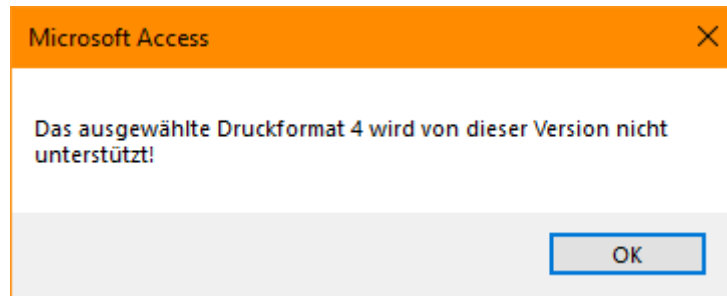 Microsoft Access
Das ausgewählte Druckformat 4 wird von dieser Version nicht
unterstützt!
OK